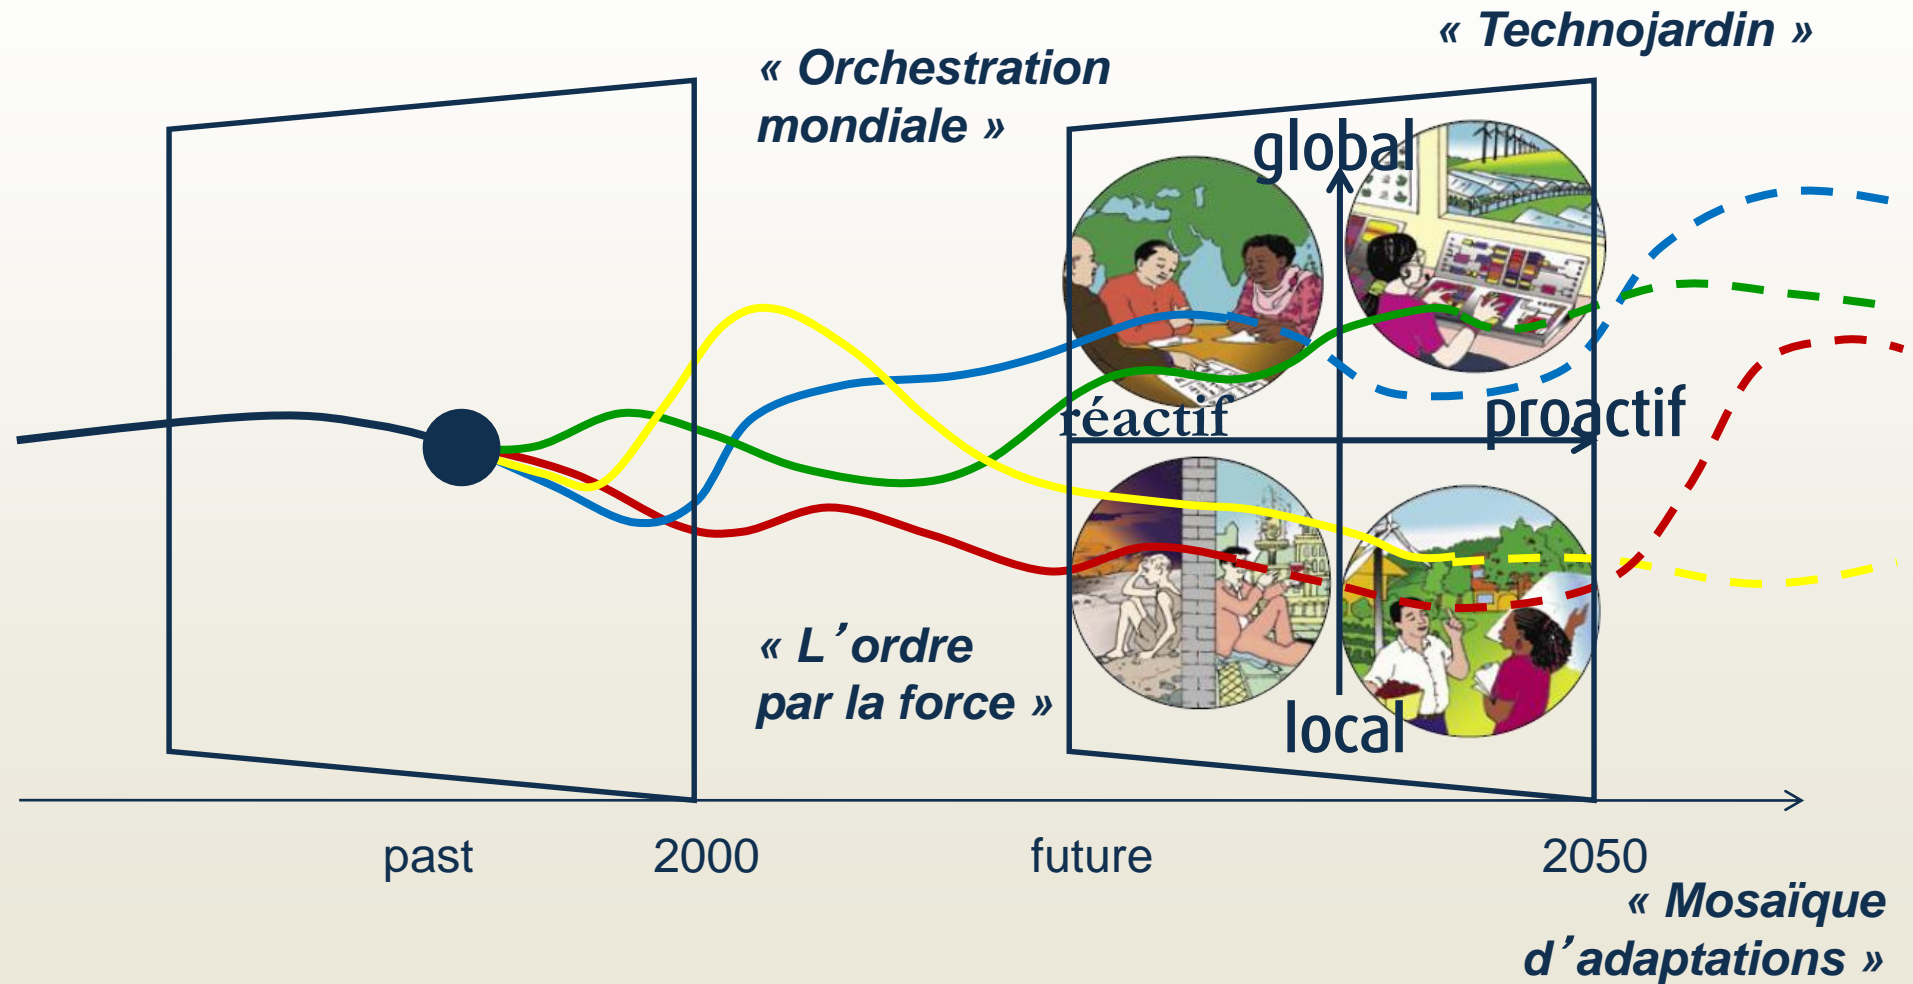 « Technojardin »
« Orchestration
mondiale »
global
réactif
proactif
« L’ordre
par la force »
local
past
2000
future
2050
« Mosaïque
d’adaptations »